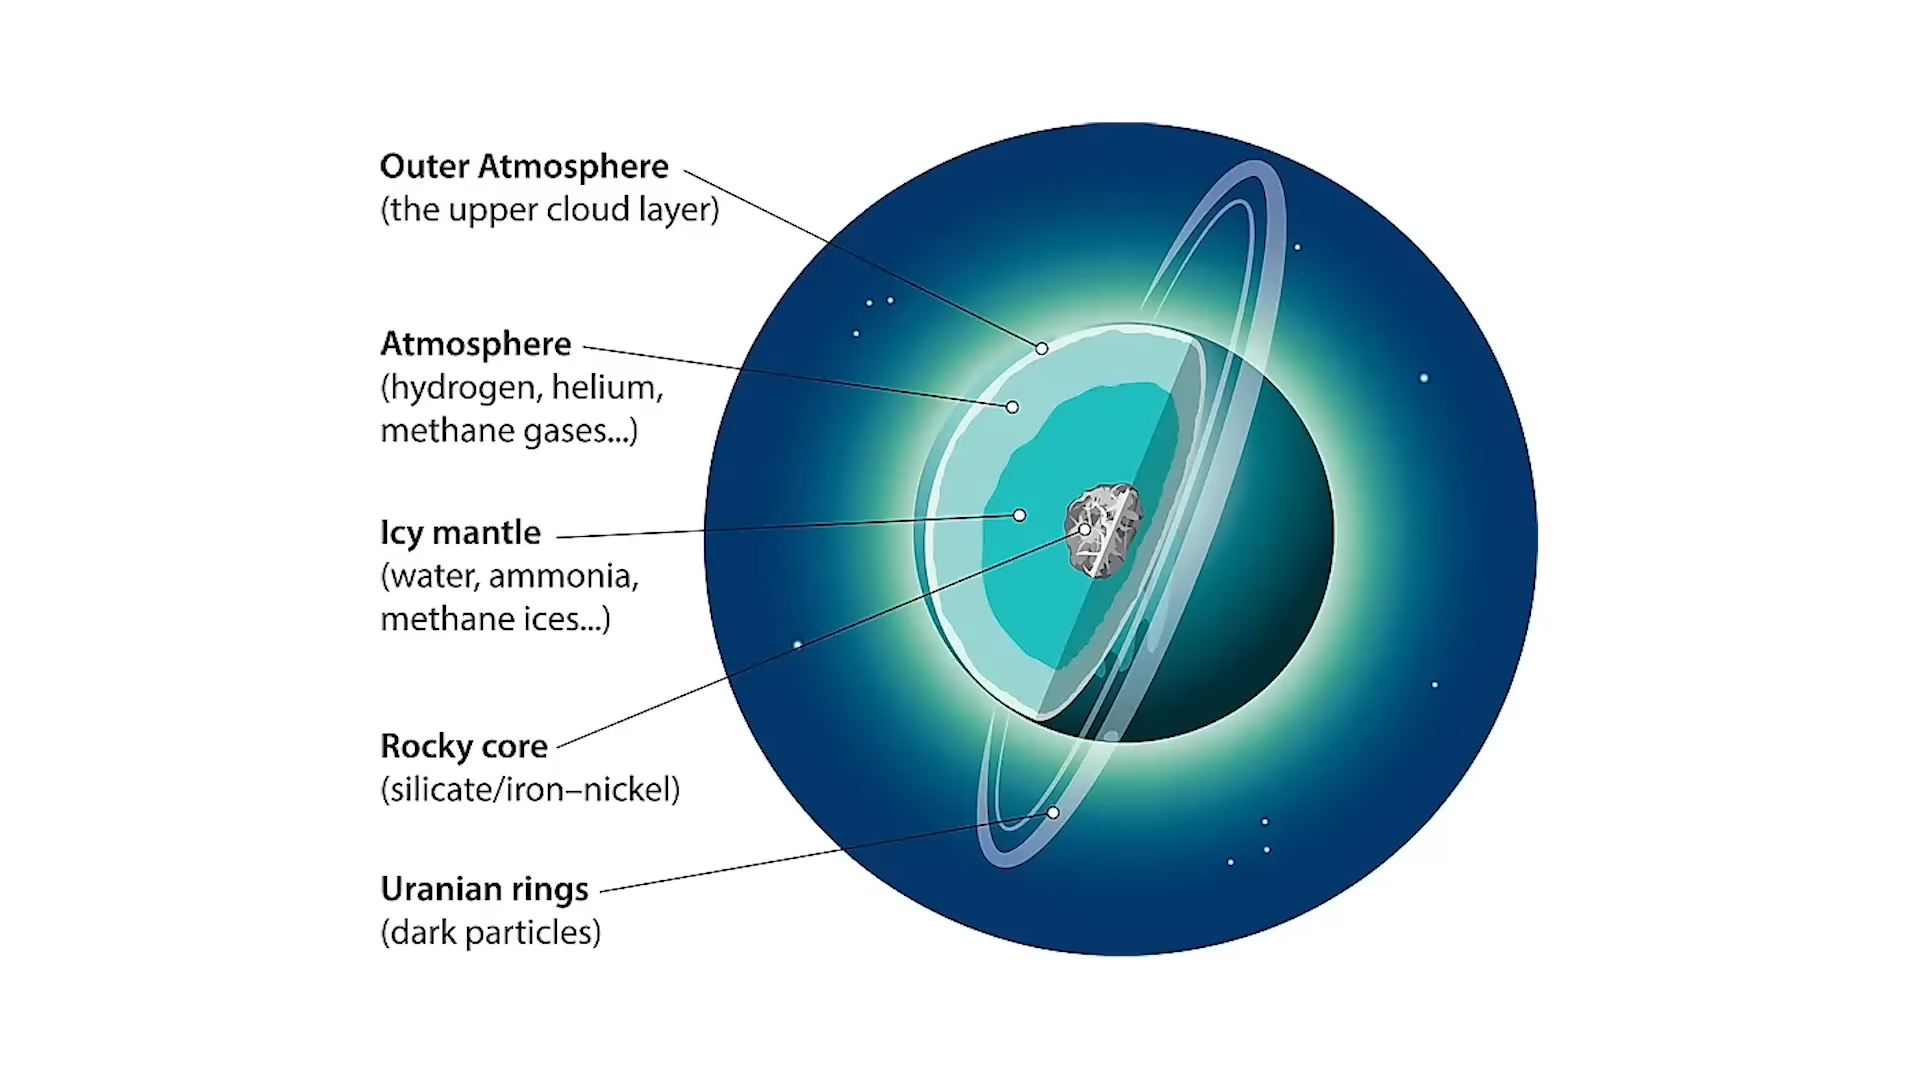 Outer Atmosphere
(the upper cloud layer)
Atmosphere
(hydrogen, helium,
methane gases...)
Icy mantle
(water, ammonia,
methane ices...)
Rocky core
(silicate/iron–nickel)
Uranian rings
(dark particles)